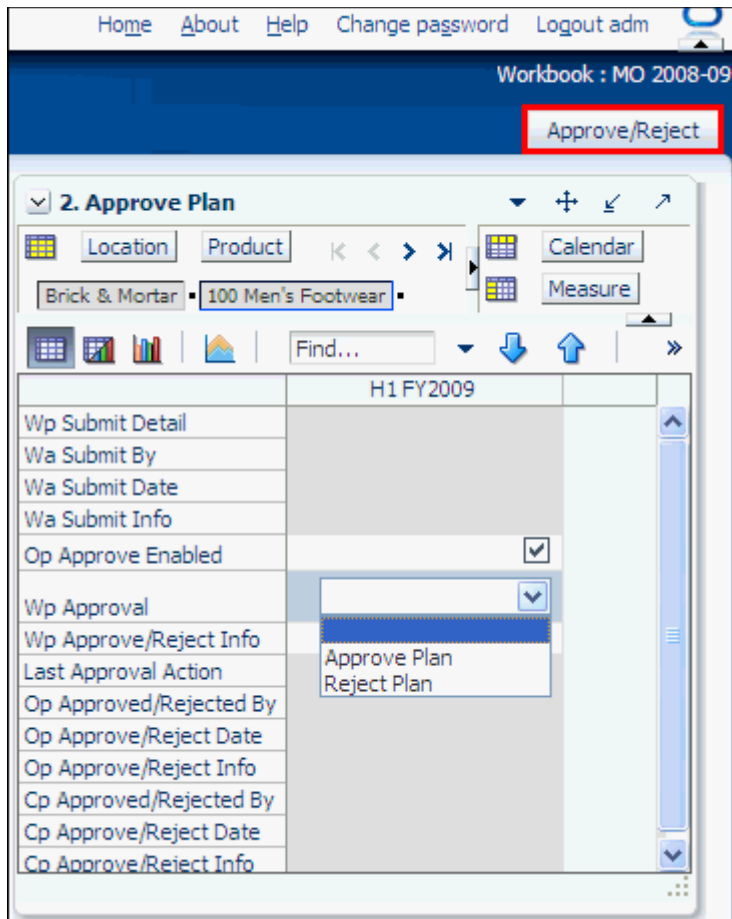 Home About Help Change password Logout adm
Workbook : MO 2008-09
Approve/Reject
2. Approve Plan
Location Product Calendar
Brick & Mortar 100 Men's Footwear Measure
Find...
H1 FY2009
Wp Submit Detail
Wa Submit By
Wa Submit Date
Wa Submit Info
Op Approve Enabled
Wp Approval
Wp Approve/Reject Info
Approve Plan
Last Approval Action
Reject Plan
Op Approved/Rejected By
Op Approve/Reject Date
Op Approve/Reject Info
Cp Approved/Rejected By
Cp Approve/Reject Date
Cp Approve/Reject Info